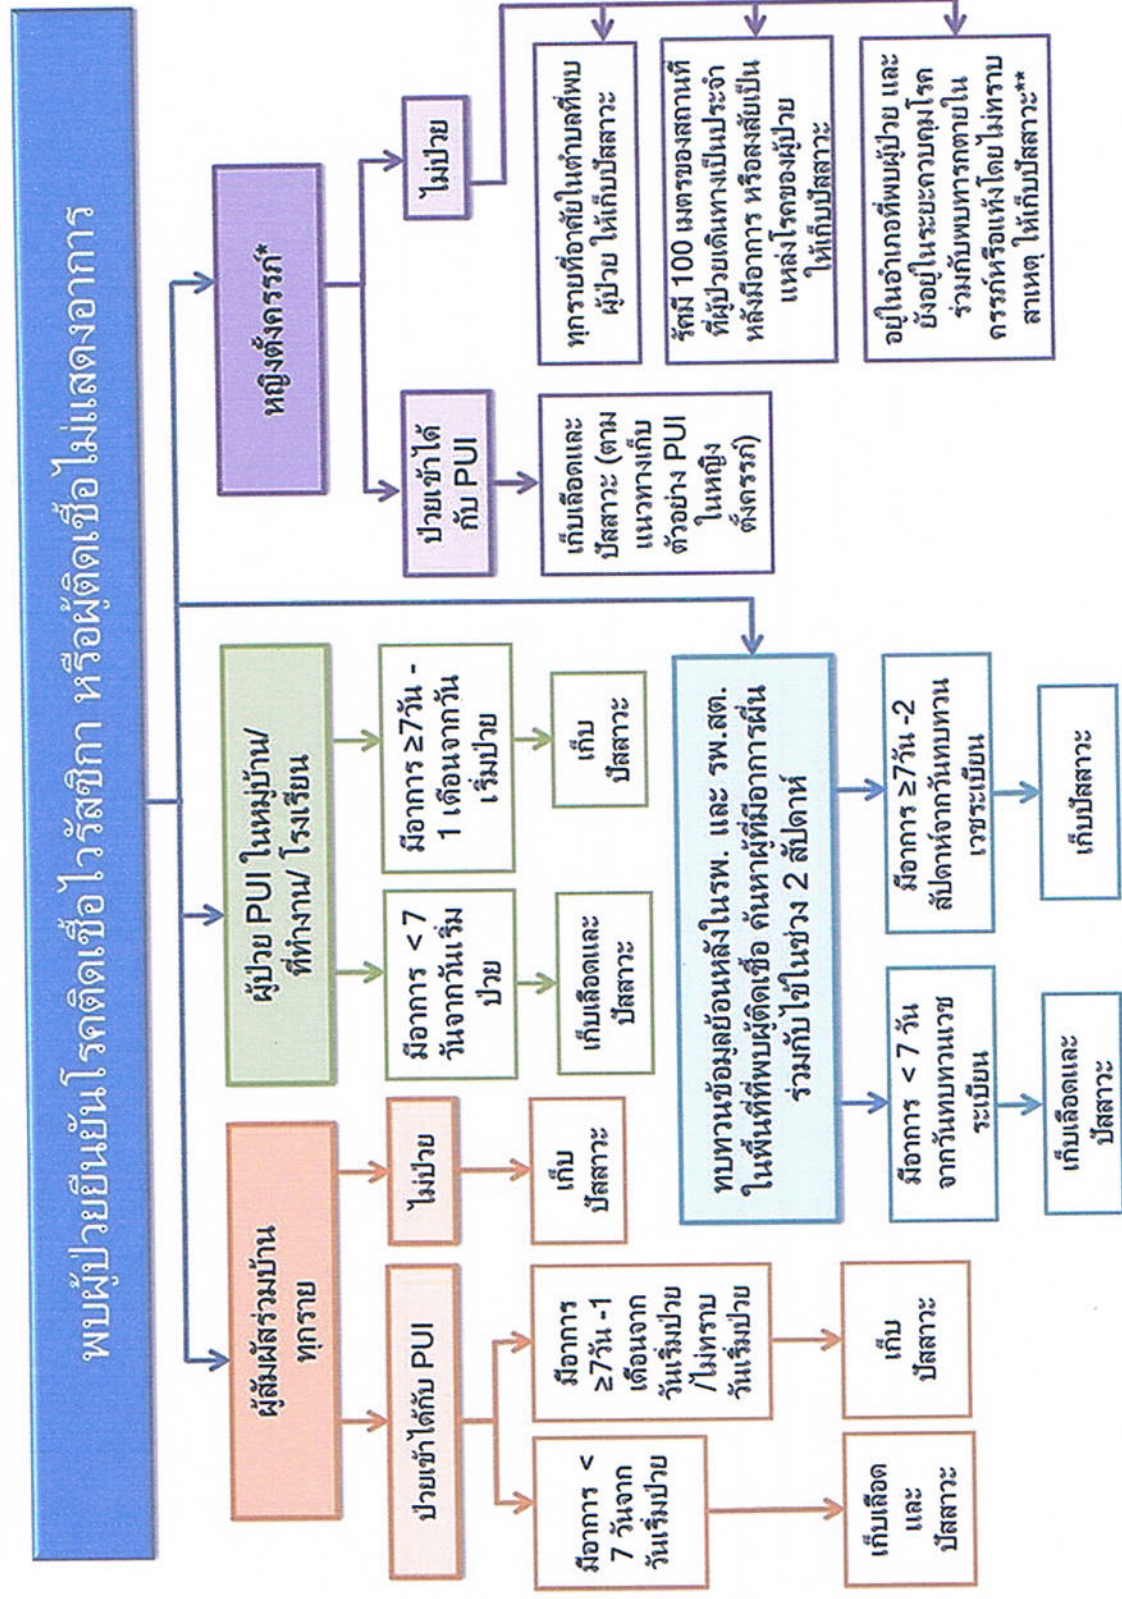 พบผู้ป่วยยืนยันโรคติดเชื้อไวรัสซิกา หรือผู้ติดเชื้อไม่แสดงอาการ
ผู้สัมผัสร่วมบ้าน
ทุกราย
ป่วยเข้าได้กับ PUI
ไม่ป่วย
มีอาการ <
7 วันจาก
วันเริ่มป่วย
มีอาการ
≥7วัน -1
เดือนจาก
วันเริ่มป่วย
/ไม่ทราบ
วันเริ่มป่วย
เก็บ
ปัสสาวะ
เก็บเลือด
และ
ปัสสาวะ
เก็บ
ปัสสาวะ
ผู้ป่วย PUI ในหมู่บ้าน/
ที่ทำงาน/ โรงเรียน
มีอาการ < 7
วันจากวันเริ่ม
ป่วย
มีอาการ ≥7วัน -
1 เดือนจากวัน
เริ่มป่วย
เก็บเลือดและ
ปัสสาวะ
เก็บ
ปัสสาวะ
ทบทวนข้อมูลย้อนหลังในรพ. และ รพ.สต.
ในพื้นที่ที่พบผู้ติดเชื้อ ค้นหาผู้ที่มีอาการผื่น
ร่วมกับไข้ในช่วง 2 สัปดาห์
มีอาการ < 7 วัน
จากวันทบทวนเวช
ระเบียน
มีอาการ ≥7วัน -2
สัปดาห์จากวันทบทวน
เวชระเบียน
เก็บเลือดและ
ปัสสาวะ
เก็บปัสสาวะ
หญิงตั้งครรภ์*
ป่วยเข้าได้
กับ PUI
ไม่ป่วย
เก็บเลือดและ
ปัสสาวะ (ตาม
แนวทางเก็บ
ตัวอย่าง PUI
ในหญิง
ตั้งครรภ์)
ทุกรายที่อาศัยในตำบลที่พบ
ผู้ป่วย ให้เก็บปัสสาวะ
รัศมี 100 เมตรของสถานที่
ที่ผู้ป่วยเดินทางเป็นประจำ
หลังมีอาการ หรือสงสัยเป็น
แหล่งโรคของผู้ป่วย
ให้เก็บปัสสาวะ
อยู่ในอำเภอที่พบผู้ป่วย และ
ยังอยู่ในระยะควบคุมโรค
ร่วมกับพบทารกตายใน
ครรภ์หรือแท้งโดยไม่ทราบ
สาเหตุ ให้เก็บปัสสาวะ**